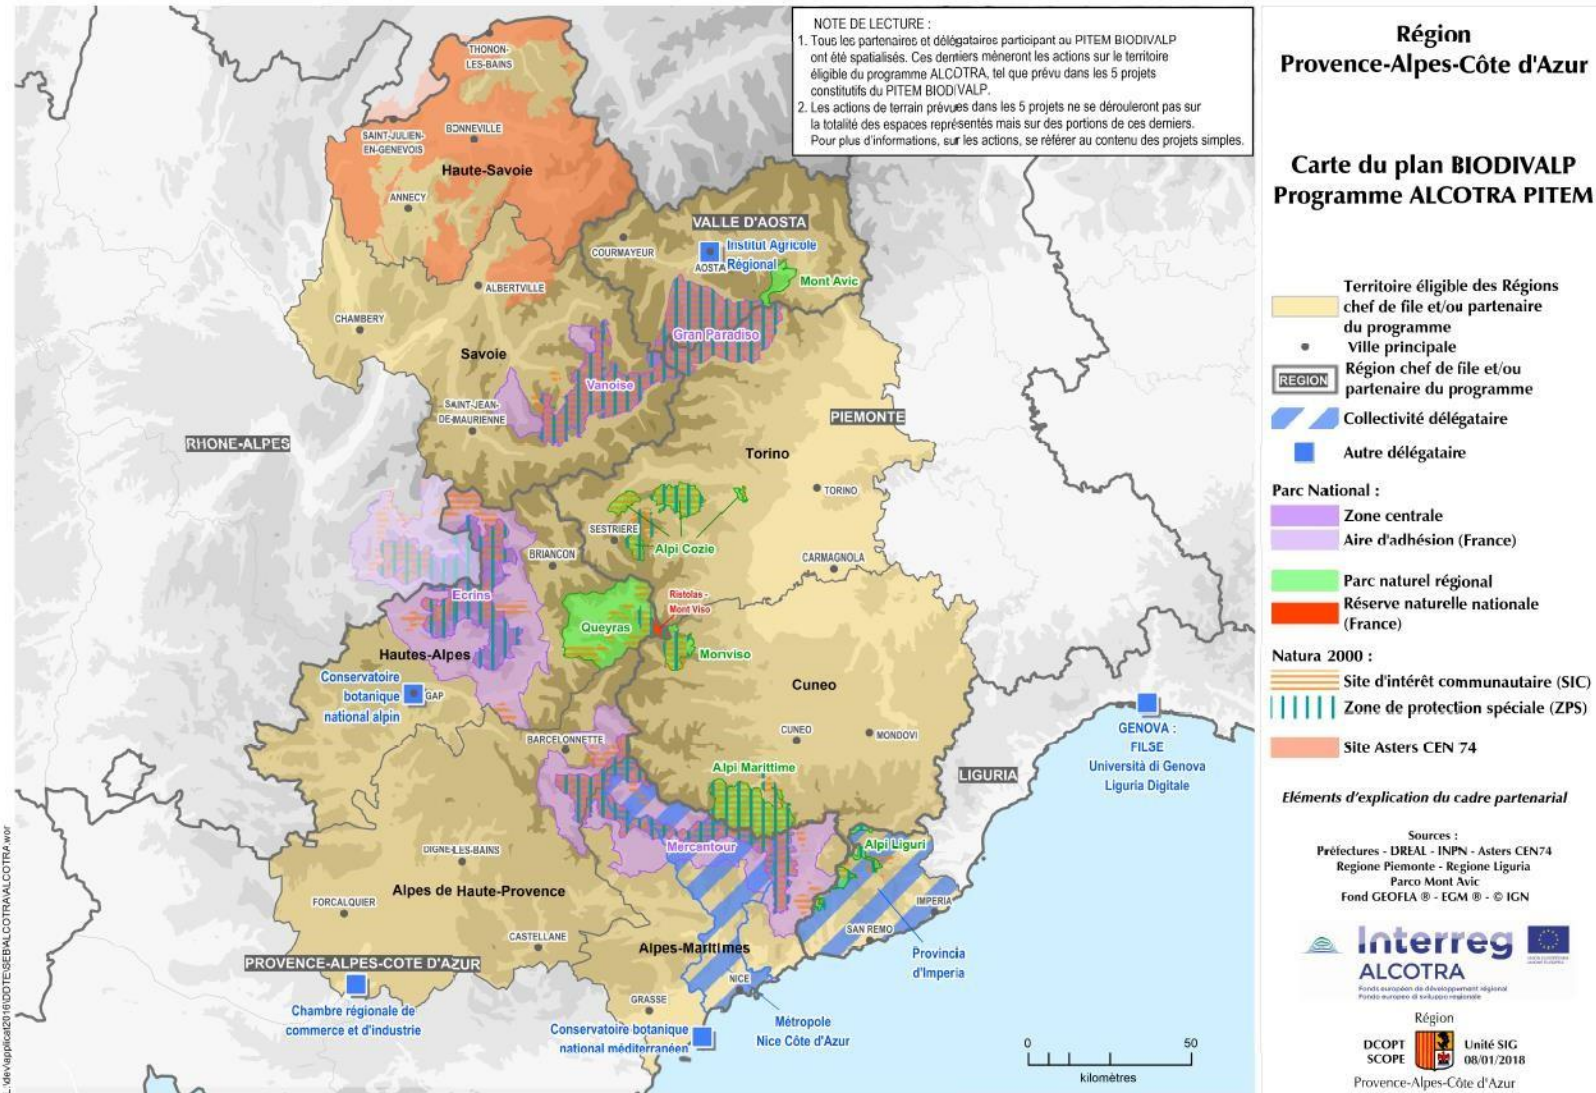 NOTE DE LECTURE :
1. Tous les partenaires et délégataires participant au PITEM BIODIVALP
ont été spatialisés. Ces derniers mèneront les actions sur le territoire
éligible du programme ALCOTRA, tel que prévu dans les 5 projets
constitutifs du PITEM BIODIVALP.
2. Les actions de terrain prévues dans les 5 projets ne se dérouleront pas sur
la totalité des espaces représentés mais sur des portions de ces derniers.
Pour plus d'informations, sur les actions, se référer au contenu des projets simples.
THONON-
LES-BAINS
SAINT-JULIEN-
EN-GENEVOIS
BONNEVILLE
Haute-Savoie
ANNECY
VALLE D'AOSTA
COURMAYEUR
AOSTA
Institut Agricole
Régional
Mont Avic
ALBERTVILLE
CHAMBERY
Gran Paradiso
Savoie
Vanoise
SAINT-JEAN-
DE-MAURIENNE
PIEMONTE
RHONE-ALPES
Torino
TORINO
SESTRIERE
Alpi Cozie
BRIANCON
CARMAGNOLA
Ecrins
Ristolas -
Mont Viso
Queyras
Monviso
Hautes-Alpes
Conservatoire
botanique
national alpin
GAP
Cuneo
BARCELONNETTE
CUNEO
MONDOVI
GENOVA :
FILSE
Università di Genova
Liguria Digitale
LIGURIA
Alpi Marittime
Mercantour
Alpi Liguri
DIGNE-LES-BAINS
Alpes de Haute-Provence
FORCALQUIER
IMPERIA
SAN REMO
CASTELLANE
Alpes-Maritimes
Provincia
d'Imperia
PROVENCE-ALPES-COTE D'AZUR
NICE
GRASSE
Chambre régionale de
commerce et d'industrie
Conservatoire botanique
national méditerranéen
Métropole
Nice Côte d'Azur
0 50
kilomètres
Région
Provence-Alpes-Côte d'Azur
Carte du plan BIODIVALP
Programme ALCOTRA PITEM
Territoire éligible des Régions
chef de file et/ou partenaire
du programme
Ville principale
REGION
Région chef de file et/ou
partenaire du programme
Collectivité délégataire
Autre délégataire
Parc National :
Zone centrale
Aire d'adhésion (France)
Parc naturel régional
Réserve naturelle nationale
(France)
Natura 2000 :
Site d'intérêt communautaire (SIC)
Zone de protection spéciale (ZPS)
Site Asters CEN 74
Eléments d'explication du cadre partenarial
Sources :
Préfectures - DREAL - INPN - Asters CEN74
Regione Piemonte - Regione Liguria
Parco Mont Avic
Fond GEOFLA ® - EGM ® - © IGN
Interreg
ALCOTRA
Fonds européen de développement régional
Fondo europeo di sviluppo regionale
Région
DCOPT
SCOPE
Unité SIG
08/01/2018
Provence-Alpes-Côte d'Azur